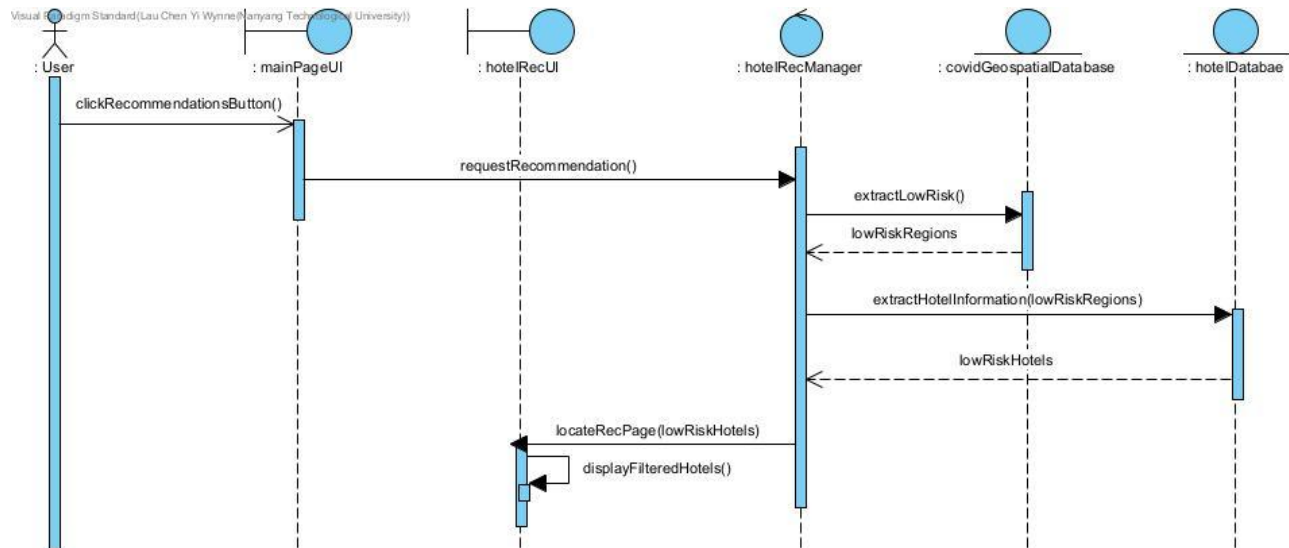 Visual Paradigm Standard(Lau Chen Yi Wynne(Nanyang Technological University))
: User
: mainPageUI
: hotelRecUI
: hotelRecManager
: covidGeospatialDatabase
: hotelDatabae
clickRecommendationsButton()
requestRecommendation()
extractLowRisk()
lowRiskRegions
extractHotelInformation(lowRiskRegions)
lowRiskHotels
locateRecPage(lowRiskHotels)
displayFilteredHotels()